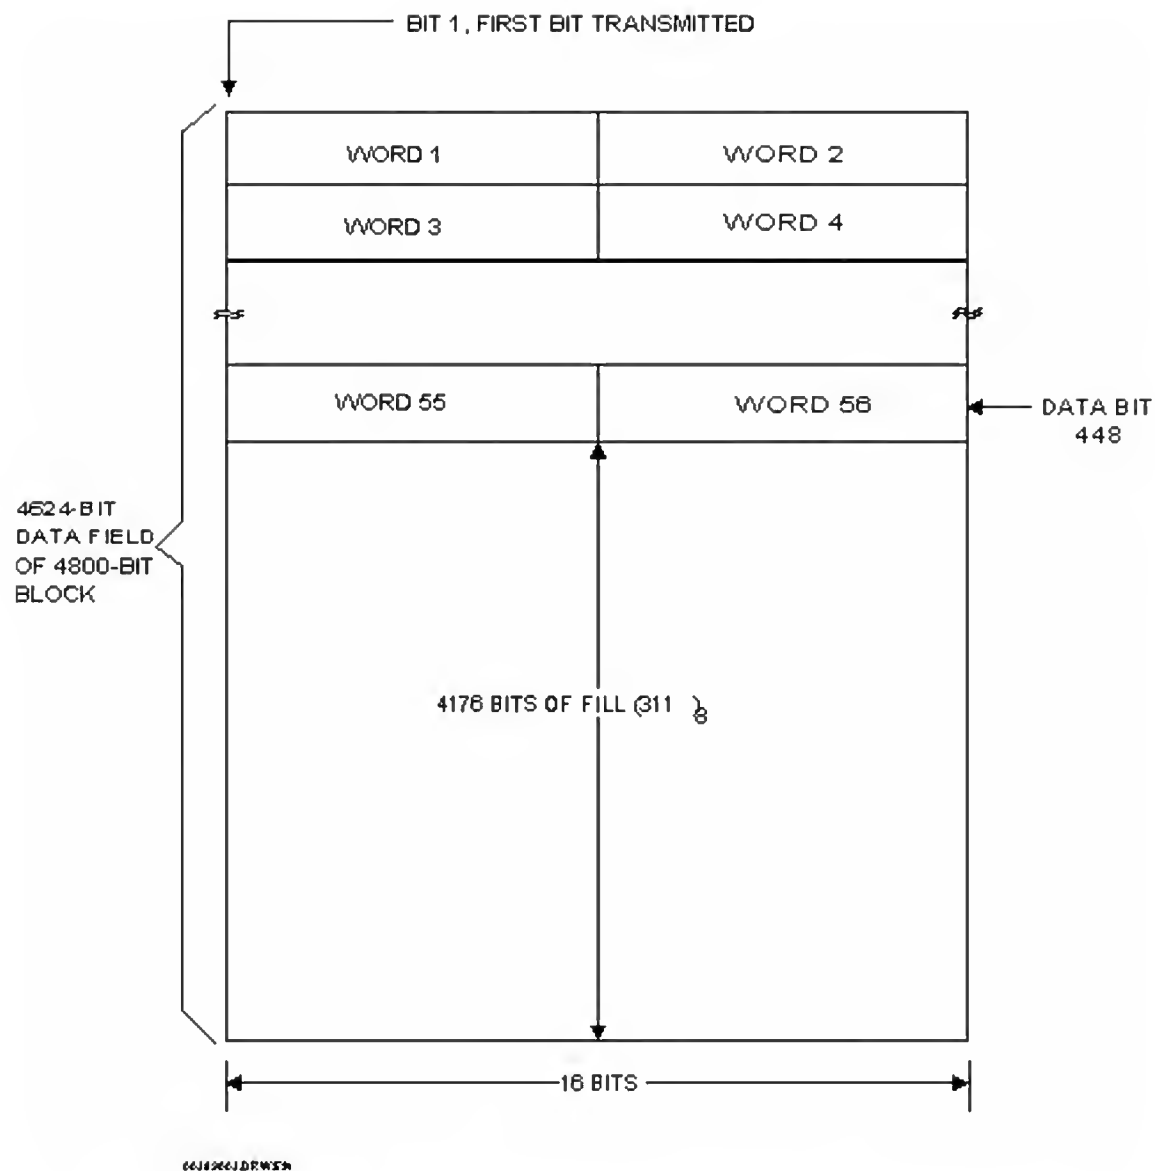 BIT 1, FIRST BIT TRANSMITTED
WORD 1
WORD 2
WORD 3
WORD 4
WORD 55
WORD 56
DATA BIT
448
4624-BIT
DATA FIELD
OF 4800-BIT
BLOCK
4176 BITS OF FILL (311 )8
16 BITS